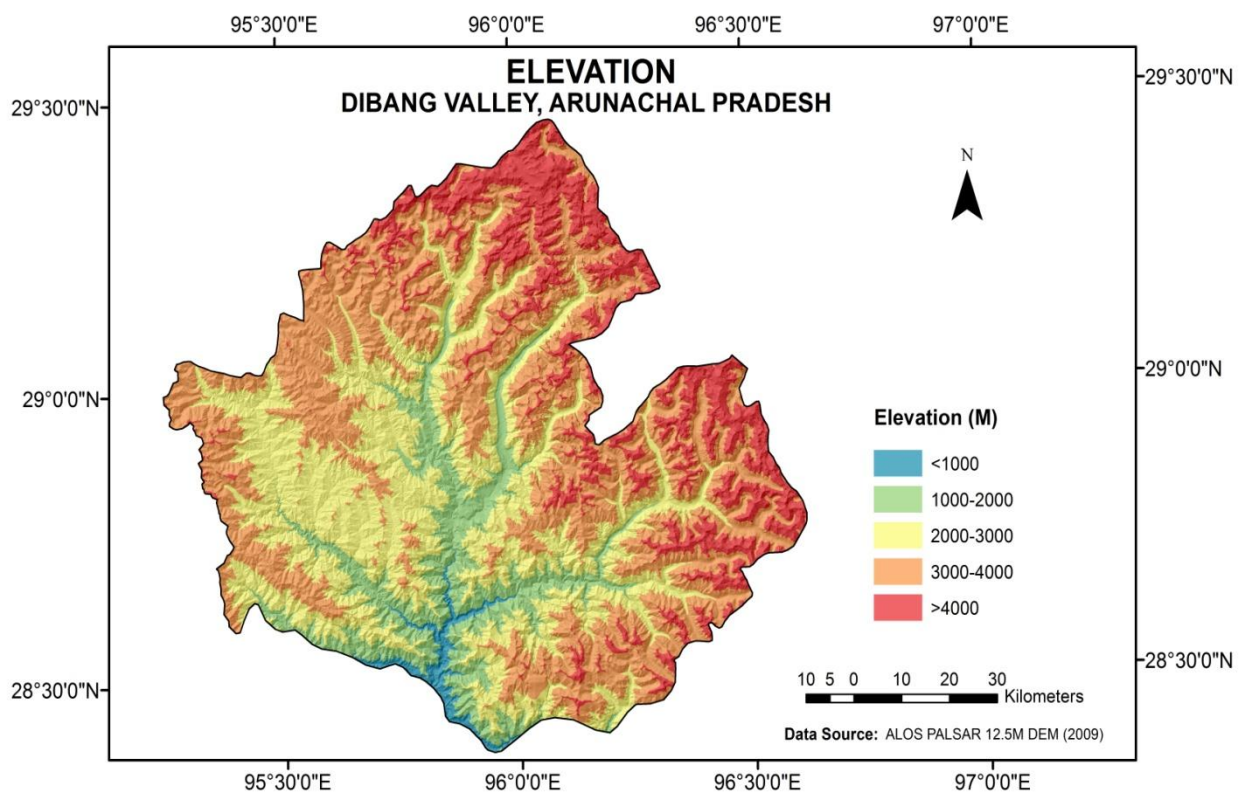 95°30'0"E 96°0'0"E 96°30'0"E 97°0'0"E
ELEVATION
DIBANG VALLEY, ARUNACHAL PRADESH
29°30'0"N
29°30'0"N
N
29°0'0"N
29°0'0"N
Elevation (M)
<1000
1000-2000
2000-3000
3000-4000
>4000
28°30'0"N
28°30'0"N
10 5 0 10 20 30
Kilometers
Data Source: ALOS PALSAR 12.5M DEM (2009)
95°30'0"E 96°0'0"E 96°30'0"E 97°0'0"E